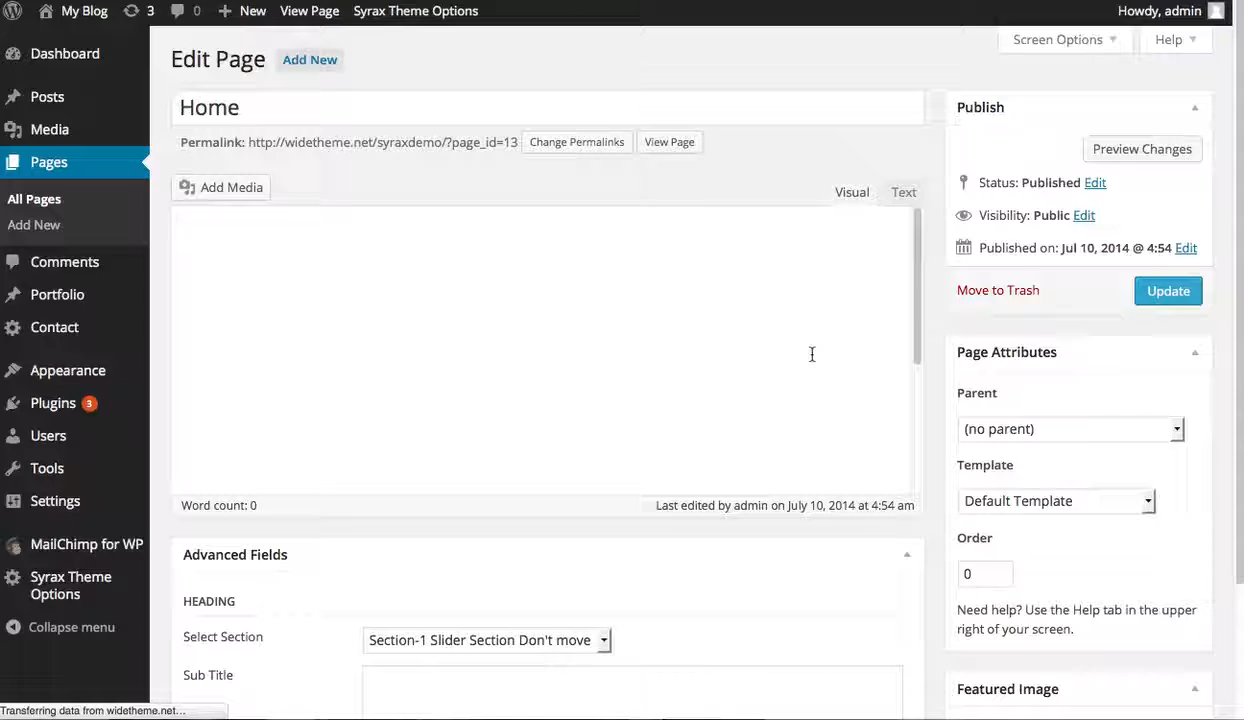 My Blog 3 0 New View Page Syrax Theme Options Howdy, admin
Screen Options Help
Dashboard
Posts
Media
Pages
All Pages
Add New
Comments
Portfolio
Contact
Appearance
Plugins 3
Users
Tools
Settings
MailChimp for WP
Syrax Theme
Options
Collapse menu
Edit Page Add New
Home
Permalink: http://widetheme.net/syraxdemo/?page_id=13 Change Permalinks View Page
Add Media Visual Text
Word count: 0 Last edited by admin on July 10, 2014 at 4:54 am
Advanced Fields
HEADING
Select Section Section-1 Slider Section Don't move
Sub Title
Publish
Preview Changes
Status: Published Edit
Visibility: Public Edit
Published on: Jul 10, 2014 @ 4:54 Edit
Move to Trash Update
Page Attributes
Parent
(no parent)
Template
Default Template
Order
0
Need help? Use the Help tab in the upper
right of your screen.
Featured Image
Transferring data from widetheme.net...